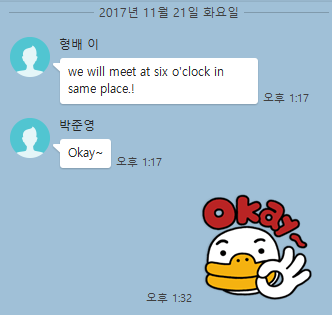 2017년 11월 21일 화요일
형배 이
we will meet at six o'clock in
same place.!
오후 1:17
박준영
Okay~
오후 1:17
Okay~
오후 1:32